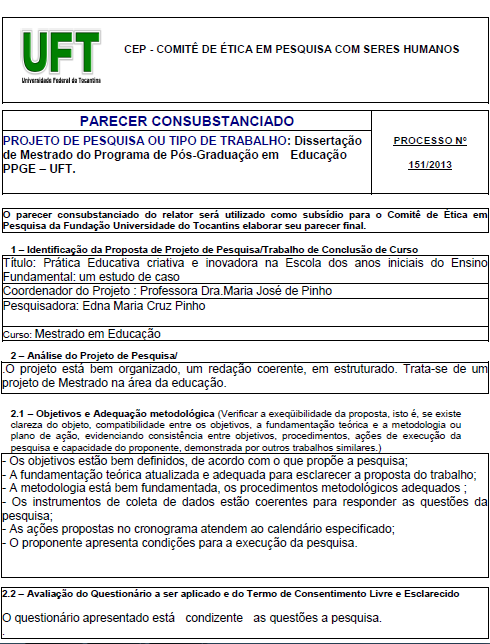 UFT
Universidade Federal do Tocantins
CEP - COMITÊ DE ÉTICA EM PESQUISA COM SERES HUMANOS
PARECER CONSUBSTANCIADO
PROJETO DE PESQUISA OU TIPO DE TRABALHO: Dissertação
de Mestrado do Programa de Pós-Graduação em Educação
PPGE – UFT.
PROCESSO Nº
151/2013
O parecer consubstanciado do relator será utilizado como subsídio para o Comitê de Ética em
Pesquisa da Fundação Universidade do Tocantins elaborar seu parecer final.
1 – Identificação da Proposta de Projeto de Pesquisa/Trabalho de Conclusão de Curso
Título: Prática Educativa criativa e inovadora na Escola dos anos iniciais do Ensino
Fundamental: um estudo de caso
Coordenador do Projeto : Professora Dra.Maria José de Pinho
Pesquisadora: Edna Maria Cruz Pinho
Curso: Mestrado em Educação
2 – Análise do Projeto de Pesquisa/
.O projeto está bem organizado, um redação coerente, em estruturado. Trata-se de um
projeto de Mestrado na área da educação.
2.1 – Objetivos e Adequação metodológica (Verificar a exeqüibilidade da proposta, isto é, se existe
clareza do objeto, compatibilidade entre os objetivos, a fundamentação teórica e a metodologia ou
plano de ação, evidenciando consistência entre objetivos, procedimentos, ações de execução da
pesquisa e capacidade do proponente, demonstrada por outros trabalhos similares.)
- Os objetivos estão bem definidos, de acordo com o que propõe a pesquisa;
- A fundamentação teórica atualizada e adequada para esclarecer a proposta do trabalho;
- A metodologia está bem fundamentada, os procedimentos metodológicos adequados ;
- Os instrumentos de coleta de dados estão coerentes para responder as questões da
pesquisa;
- As ações propostas no cronograma atendem ao calendário especificado;
- O proponente apresenta condições para a execução da pesquisa.
2.2 – Avaliação do Questionário a ser aplicado e do Termo de Consentimento Livre e Esclarecido
O questionário apresentado está condizente as questões a pesquisa.
.